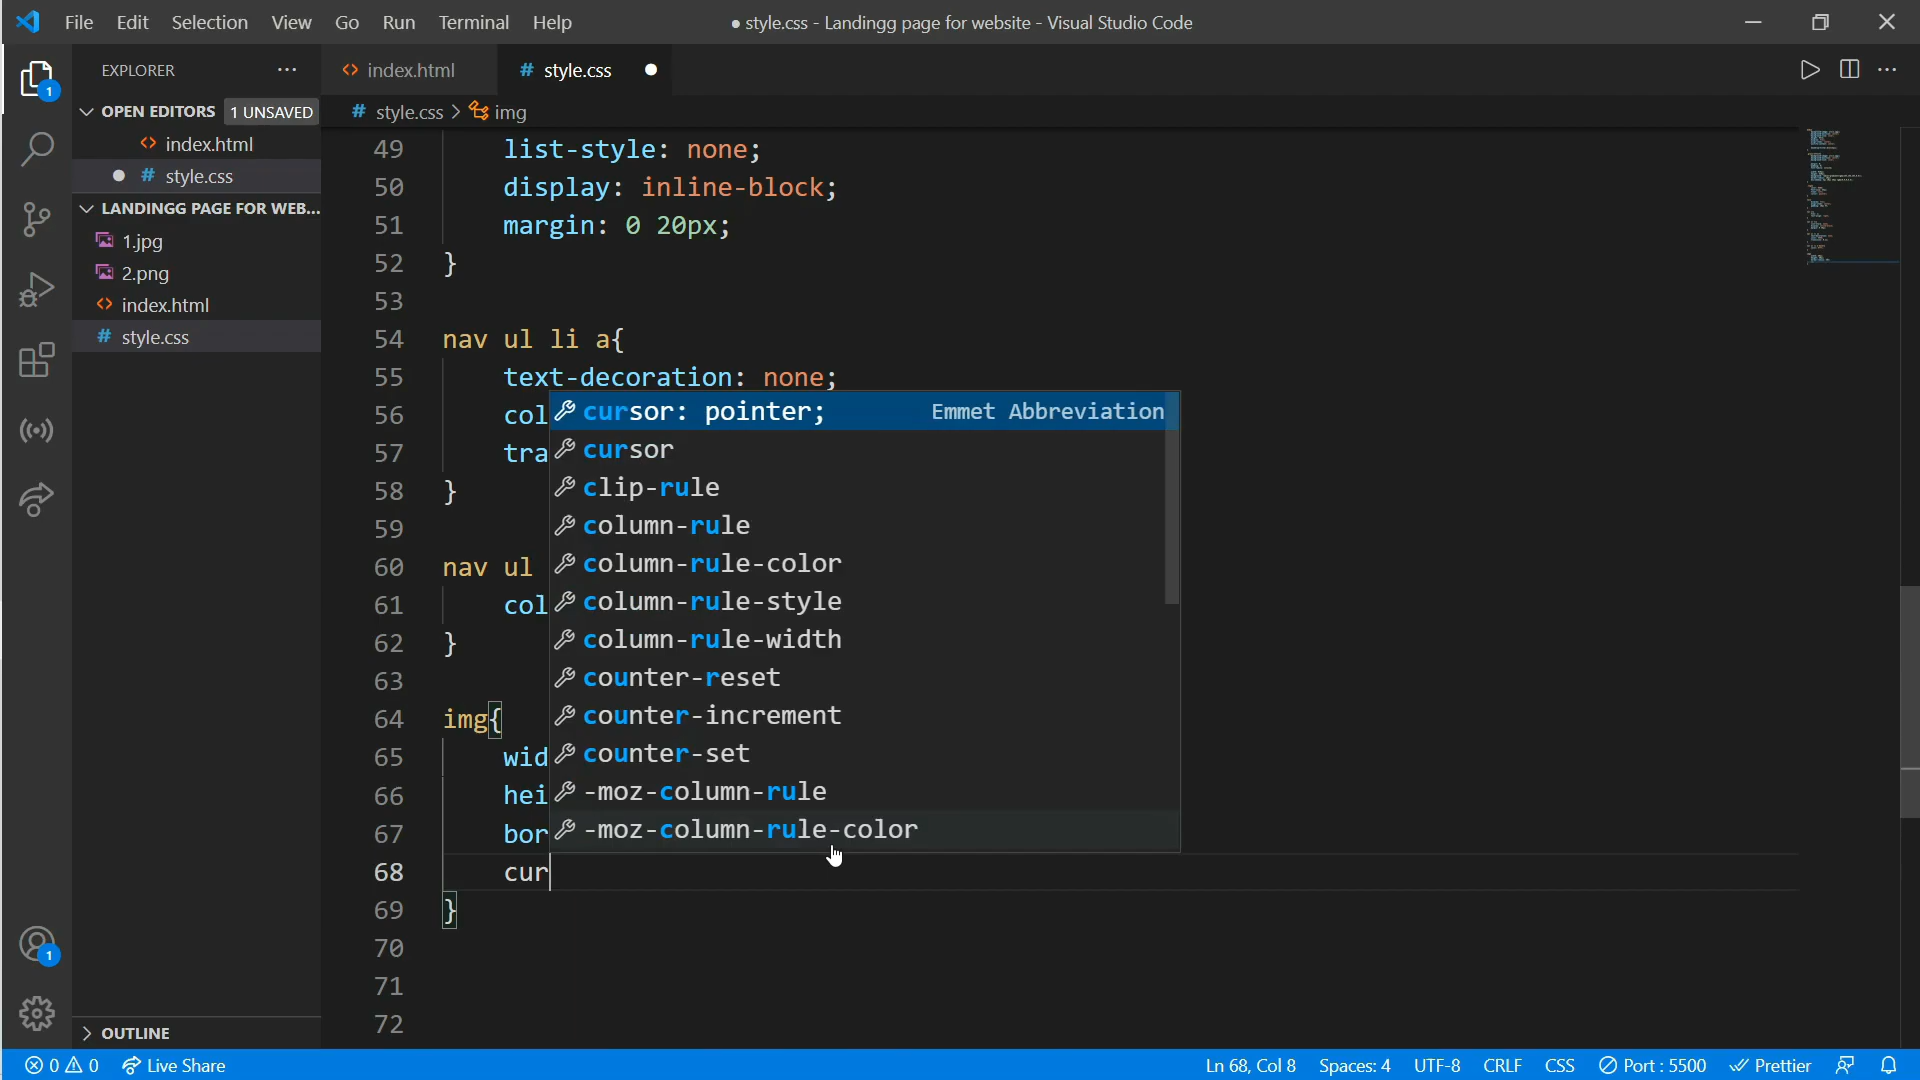 File Edit Selection View Go Run Terminal Help
● style.css - Landingg page for website - Visual Studio Code
EXPLORER ···
index.html
# style.css ●
OPEN EDITORS 1 UNSAVED
# style.css > img
index.html
● # style.css
LANDINGG PAGE FOR WEB...
1.jpg
2.png
index.html
# style.css
49 list-style: none;
50 display: inline-block;
51 margin: 0 20px;
52 }
53
54 nav ul li a{
55 text-decoration: none;
56 col
57 tra
58 }
59
60 nav ul
61 col
62 }
63
64 img{
65 wid
66 hei
67 bor
68 cur
69 }
70
71
72
cursor: pointer; Emmet Abbreviation
cursor
clip-rule
column-rule
column-rule-color
column-rule-style
column-rule-width
counter-reset
counter-increment
counter-set
-moz-column-rule
-moz-column-rule-color
1
1
OUTLINE
0 0 Live Share Ln 68, Col 8 Spaces: 4 UTF-8 CRLF CSS Port : 5500 Prettier